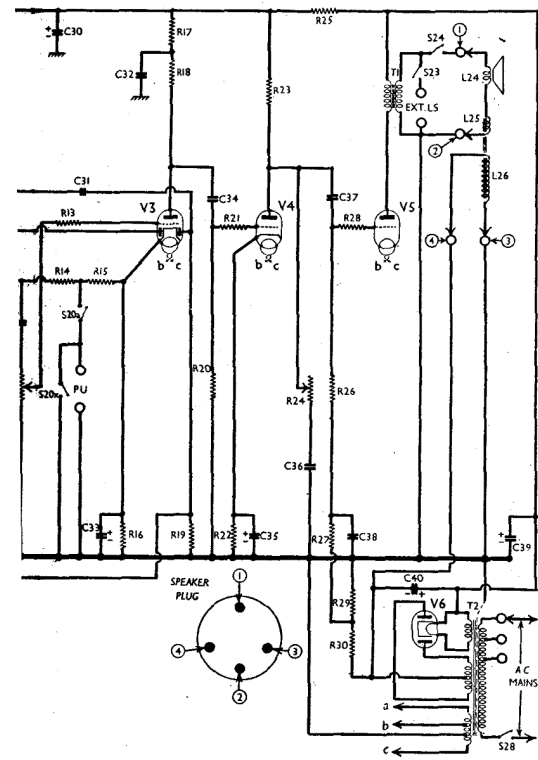 R25
C30
R17
S24
1
C32
R18
S23
L24
T1
R23
EXT. LS
L25
2
L26
C31
V3
C34
V4
C37
V5
R13
R21
R28
4
3
b c
b c
b c
R14
R15
S20a
S20x
PU
R20
R24
R26
C36
C33
R16
R19
R22
C35
R27
C38
C39
SPEAKER
PLUG
1
C40
V6
T2
R29
4
3
R30
A C
MAINS
2
a
b
c
S28